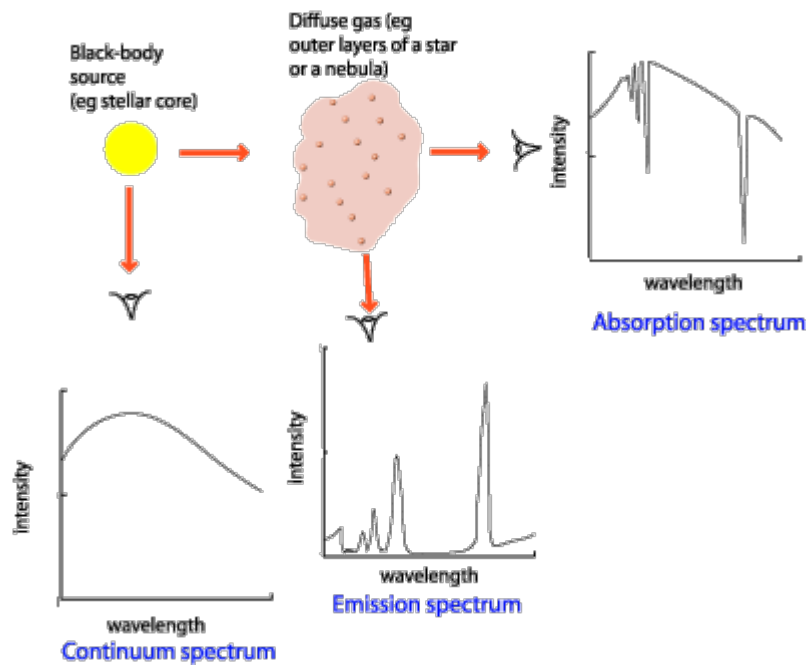 Black-body
source
(eg stellar core)
Diffuse gas (eg
outer layers of a star
or a nebula)
intensity
wavelength
Absorption spectrum
intensity
wavelength
Emission spectrum
intensity
wavelength
Continuum spectrum